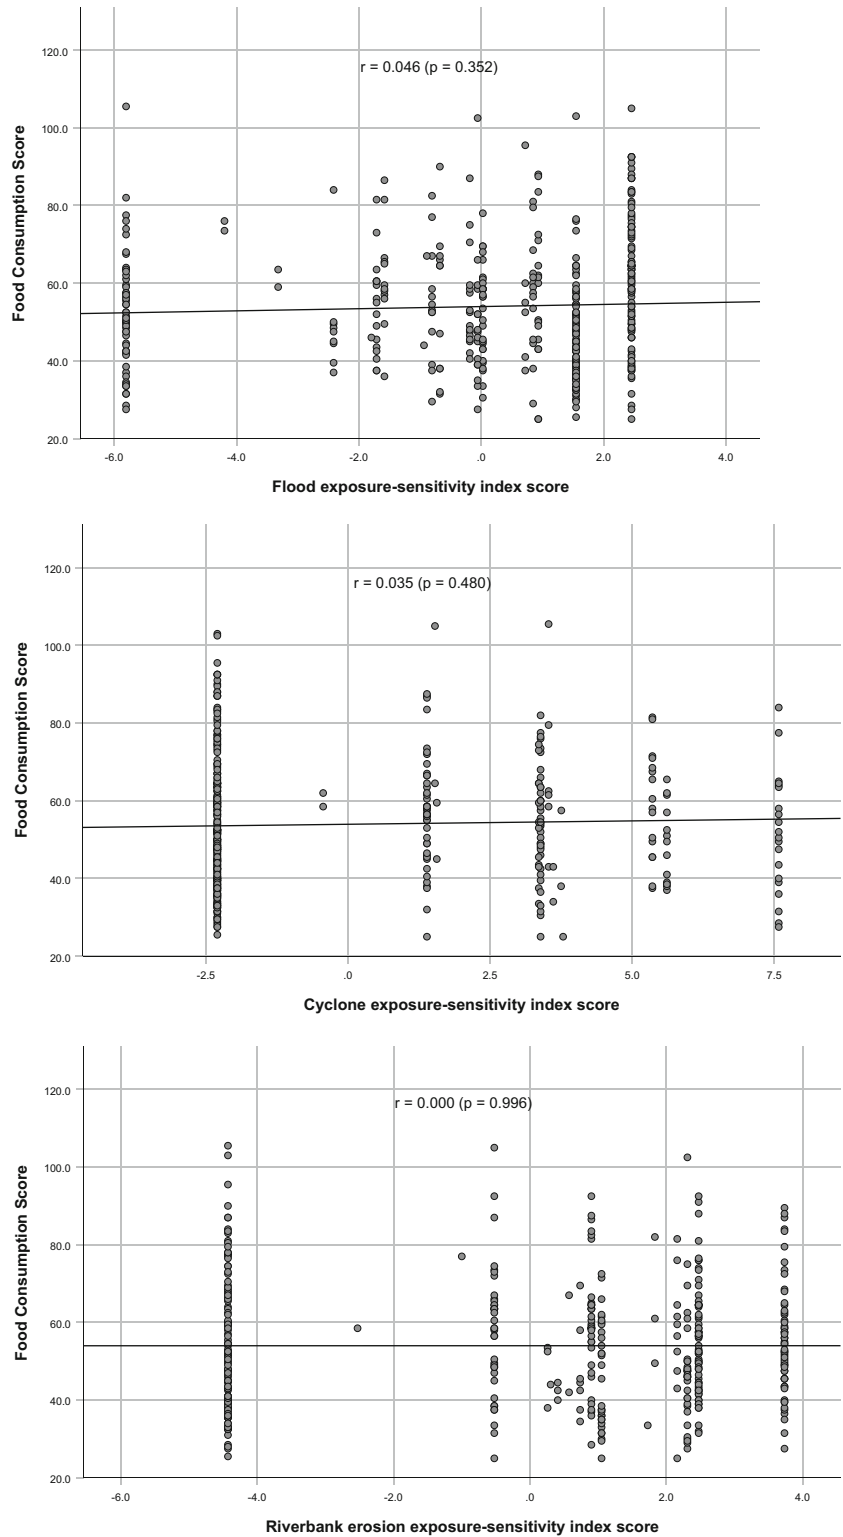 120.0
r = 0.046 (p = 0.352)
100.0
80.0
60.0
40.0
20.0
Food Consumption Score
-6.0 -4.0 -2.0 .0 2.0 4.0
Flood exposure-sensitivity index score
120.0
r = 0.035 (p = 0.480)
100.0
80.0
60.0
40.0
20.0
Food Consumption Score
-2.5 .0 2.5 5.0 7.5
Cyclone exposure-sensitivity index score
120.0
r = 0.000 (p = 0.996)
100.0
80.0
60.0
40.0
20.0
Food Consumption Score
-6.0 -4.0 -2.0 .0 2.0 4.0
Riverbank erosion exposure-sensitivity index score